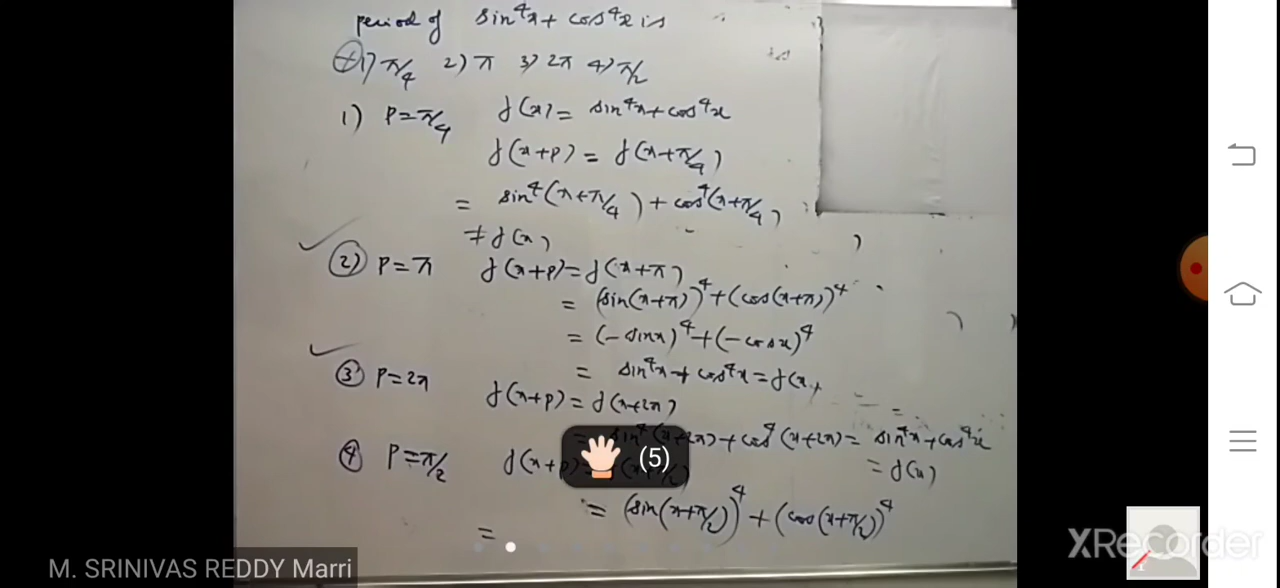 period of sin⁴x + cos⁴x is
1) π/4 2) π 3) 2π 4) π/2
is
1) P = π/4 f(x) = sin⁴x + cos⁴x
f(x+p) = f(x+π/4)
= sin⁴(x+π/4) + cos⁴(x+π/4)
≠ f(x)
2) P = π f(x+p) = f(x+π)
= (sin(x+π))⁴ + (cos(x+π))⁴
= (-sinx)⁴ + (-cosx)⁴
= sin⁴x + cos⁴x = f(x)
3) P = 2π
f(x+p) = f(x+2π)
= sin⁴(x+2π) + cos⁴(x+2π) = sin⁴x + cos⁴x
= f(x)
4) P = π/2 f(x+p) = f(x+π/2)
(5)
= (sin(x+π/2))⁴ + (cos(x+π/2))⁴
=
XRecorder
M. SRINIVAS REDDY Marri